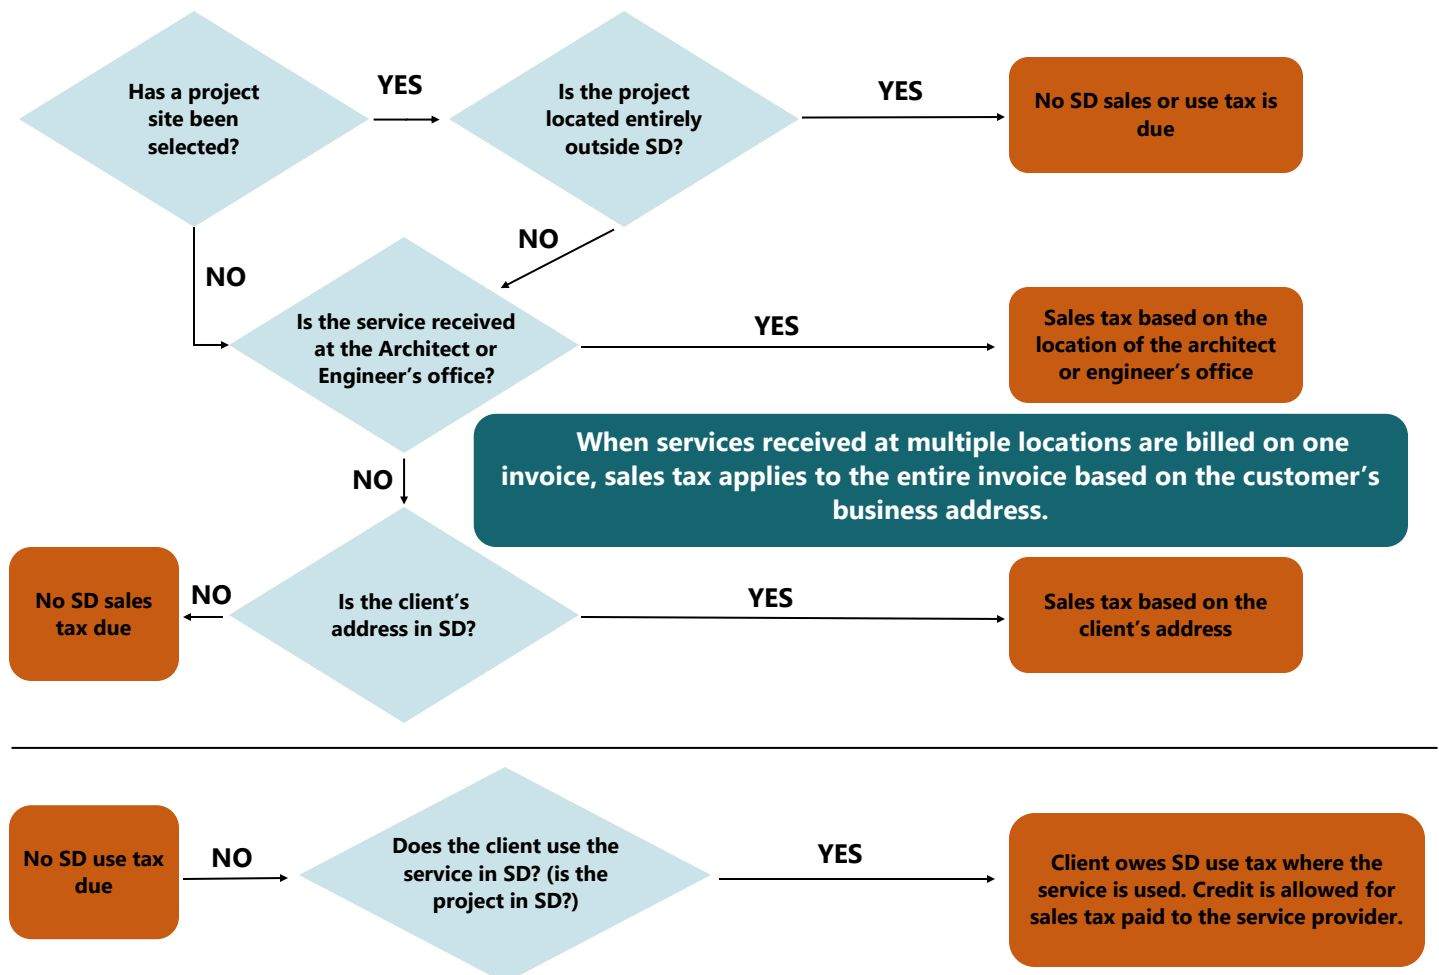 Has a project
site been
selected?
YES
Is the project
located entirely
outside SD?
YES
No SD sales or use tax is
due
NO
NO
Is the service received
at the Architect or
Engineer's office?
YES
Sales tax based on the
location of the architect
or engineer's office
When services received at multiple locations are billed on one
invoice, sales tax applies to the entire invoice based on the customer's
business address.
NO
No SD sales
tax due
NO
Is the client's
address in SD?
YES
Sales tax based on the
client's address
No SD use tax
due
NO
Does the client use the
service in SD? (is the
project in SD?)
YES
Client owes SD use tax where the
service is used. Credit is allowed for
sales tax paid to the service provider.